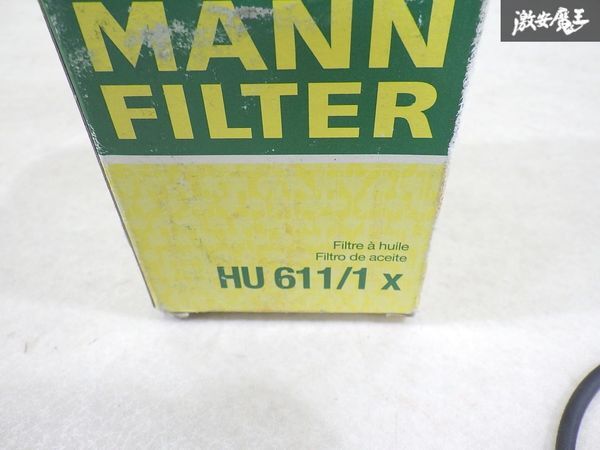 激安魔王
MANN
FILTER
Filtre à huile
Filtro de aceite
HU 611/1 x